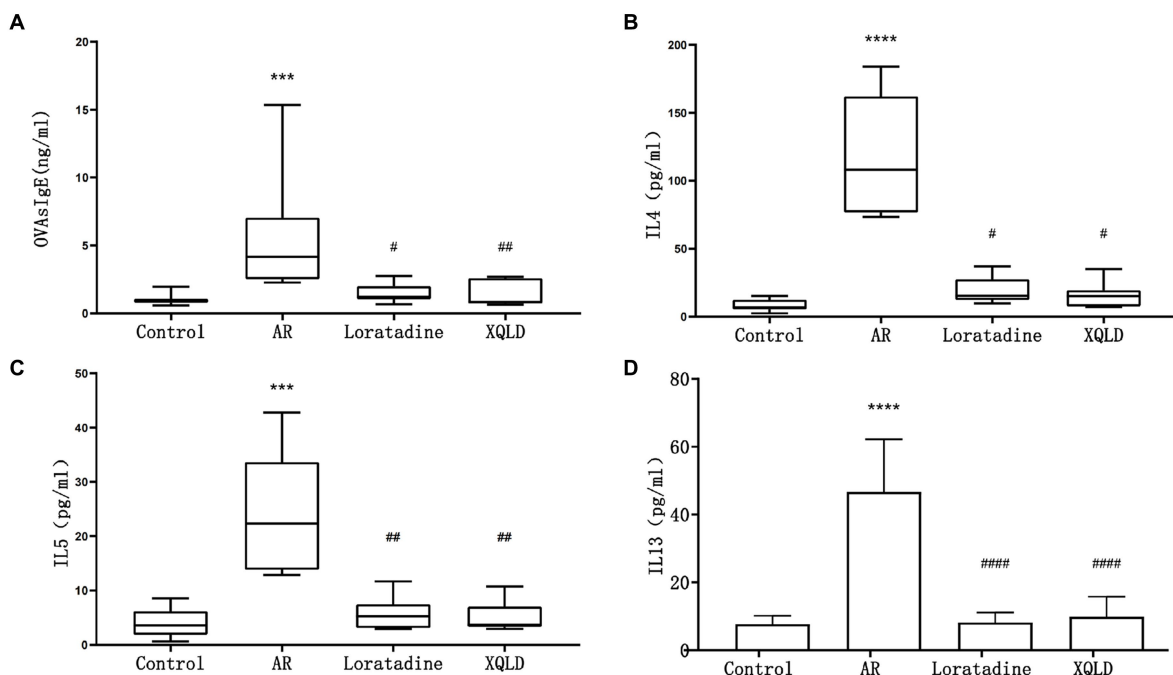 A
OVAsIgE(ng/ml)
20
15
10
5
0
***
#
##
Control
AR
Loratadine
XQLD
B
IL4 (pg/ml)
200
150
100
50
0
****
#
#
Control
AR
Loratadine
XQLD
C
IL5 (pg/ml)
50
40
30
20
10
0
***
##
##
Control
AR
Loratadine
XQLD
D
IL13 (pg/ml)
80
60
40
20
0
****
####
####
Control
AR
Loratadine
XQLD